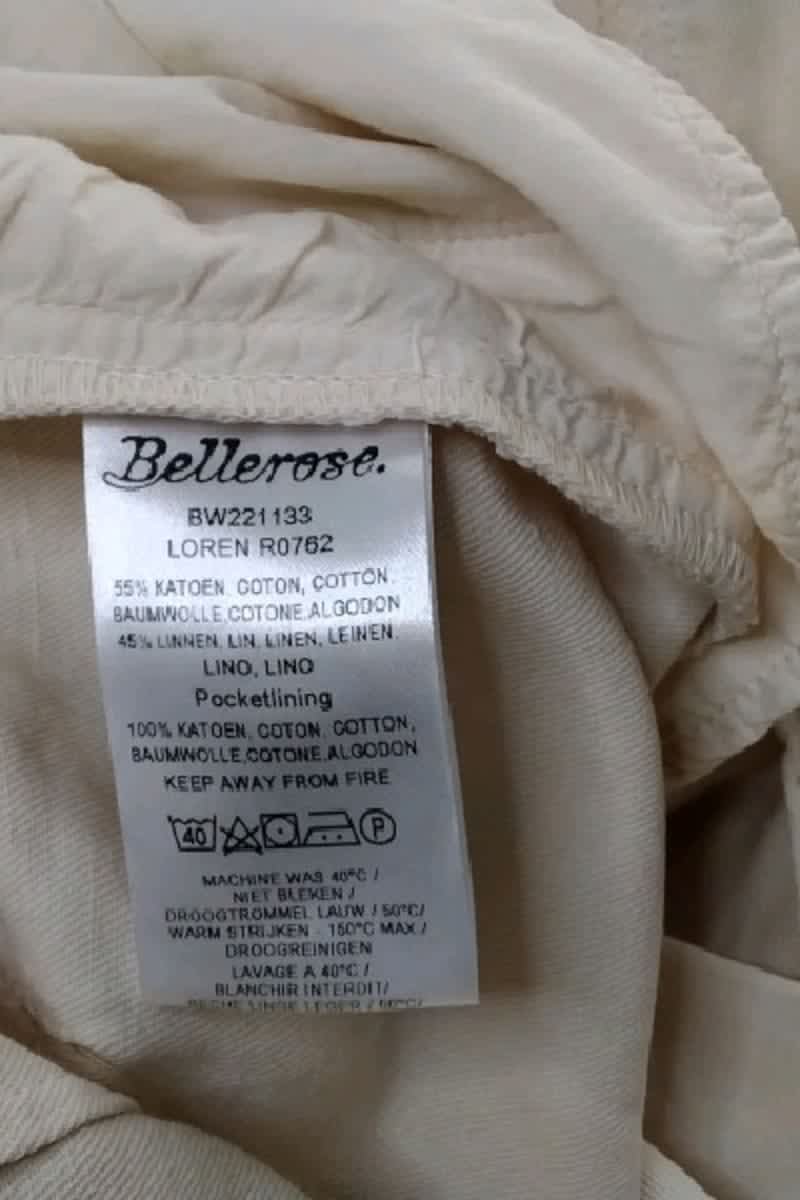 Bellerose.
BW221133
LOREN R0762
55% KATOEN, COTON, COTTON,
BAUMWOLLE,COTONE,ALGODON
45% LINNEN, LIN, LINEN, LEINEN,
LINO, LINO
Pocketlining
100% KATOEN, COTON, COTTON,
BAUMWOLLE,COTONE,ALGODON
KEEP AWAY FROM FIRE
40 P
MACHINE WAS 40°C /
NIET BLEKEN /
DROOGTROMMEL LAUW / 50°C/
WARM STRIJKEN - 150°C MAX /
DROOGREINIGEN
LAVAGE A 40°C /
BLANCHIR INTERDIT/